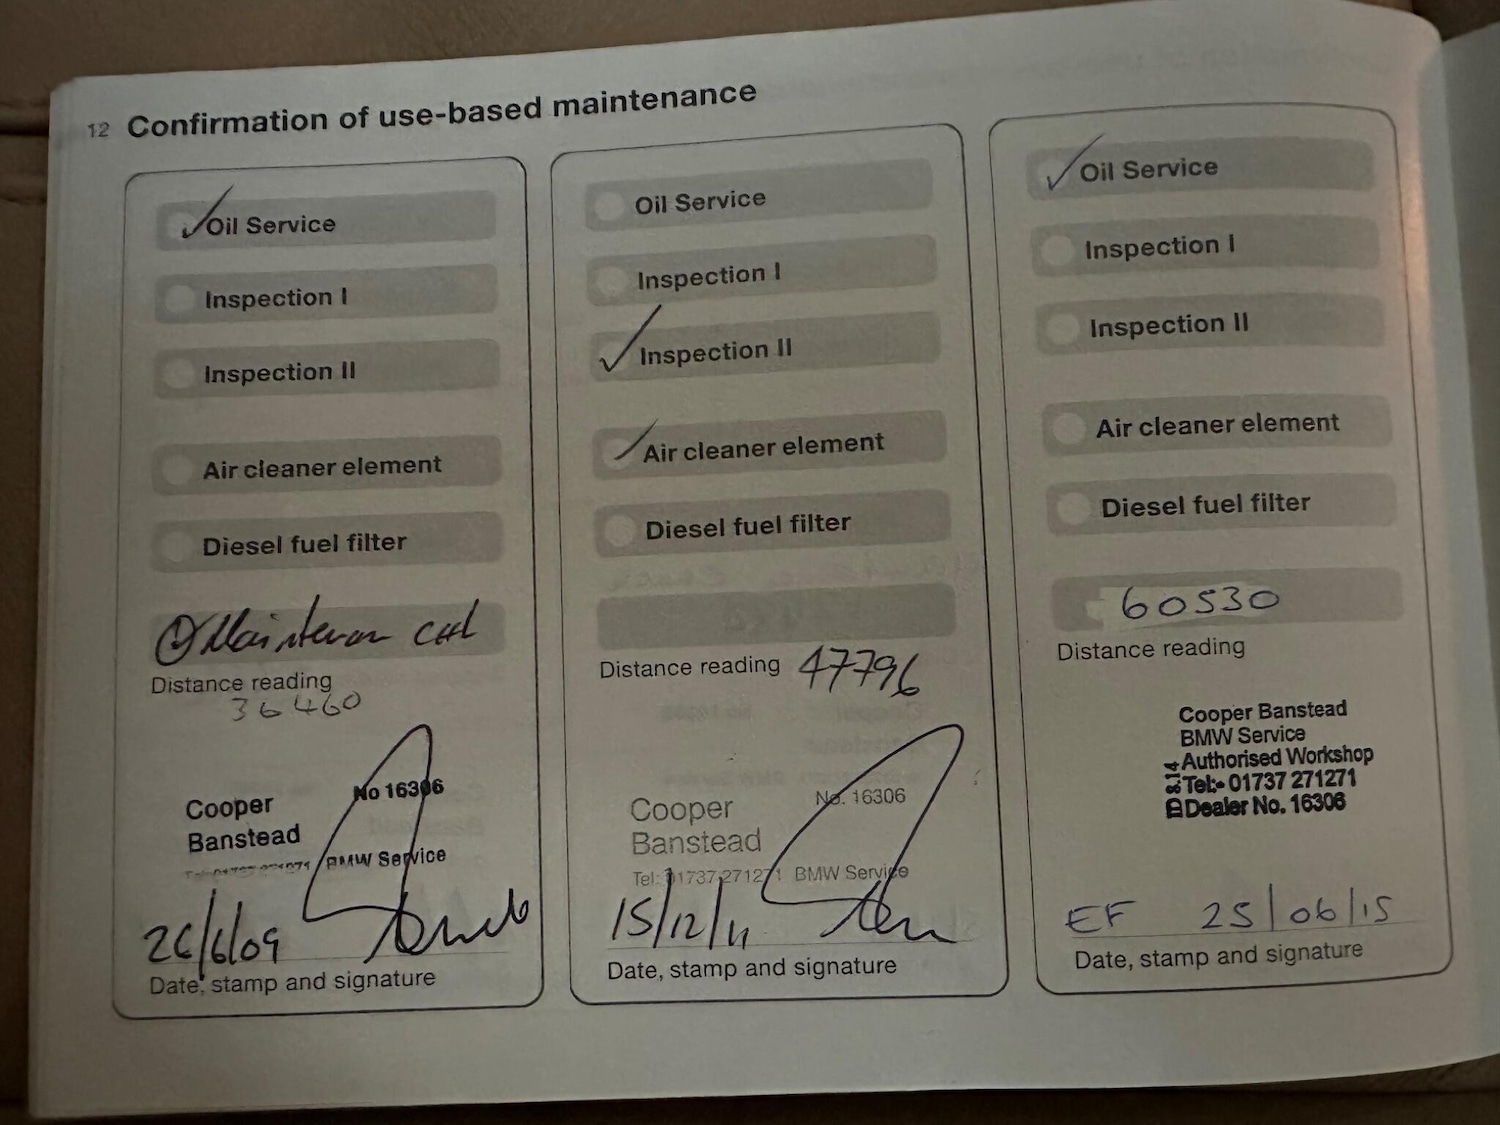 12 Confirmation of use-based maintenance
Oil Service
Inspection I
Inspection II
Air cleaner element
Diesel fuel filter
Distance reading
36460
Cooper
Banstead
No 16306
BMW Service
26/6/09
Date, stamp and signature
Oil Service
Inspection I
Inspection II
Air cleaner element
Diesel fuel filter
Distance reading 47796
Cooper
Banstead
No. 16306
Tel: 01737 271271 BMW Service
15/12/11
Date, stamp and signature
Oil Service
Inspection I
Inspection II
Air cleaner element
Diesel fuel filter
60530
Distance reading
Cooper Banstead
BMW Service
Authorised Workshop
Tel:- 01737 271271
Dealer No. 16306
EF 25/06/15
Date, stamp and signature